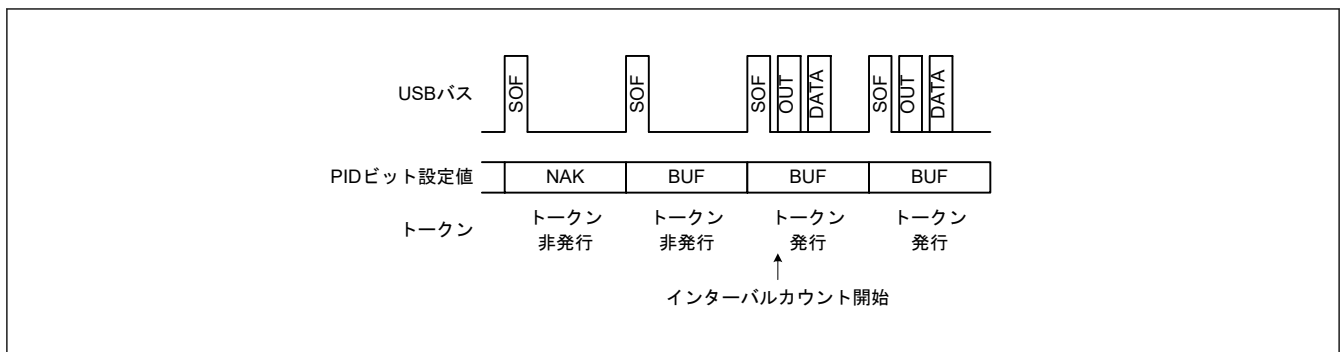 USBバス
SOF
SOF
SOF
OUT
DATA
SOF
OUT
DATA
PIDビット設定値
NAK
BUF
BUF
BUF
トークン
トークン
非発行
トークン
非発行
トークン
発行
トークン
発行
インターバルカウント開始